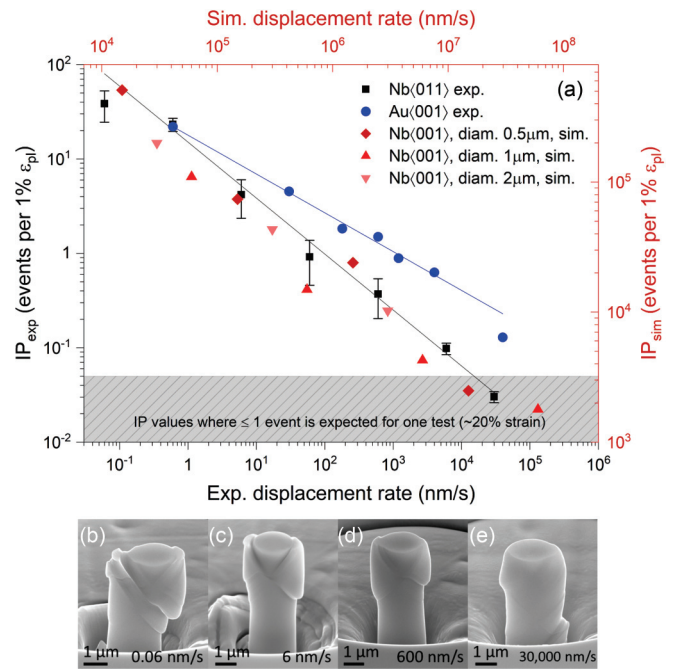 Sim. displacement rate (nm/s)
10⁴ 10⁵ 10⁶ 10⁷ 10⁸
(a)
Nb⟨011⟩ exp.
Au⟨001⟩ exp.
Nb⟨001⟩, diam. 0.5μm, sim.
Nb⟨001⟩, diam. 1μm, sim.
Nb⟨001⟩, diam. 2μm, sim.
10²
10¹
1
10⁻¹
10⁻²
IP_exp (events per 1% ε_pl)
10⁵
10⁴
10³
IP_sim (events per 1% ε_pl)
IP values where ≤ 1 event is expected for one test (~20% strain)
10⁻¹ 1 10¹ 10² 10³ 10⁴ 10⁵ 10⁶
Exp. displacement rate (nm/s)
(b) (c) (d) (e)
1 μm 0.06 nm/s 1 μm 6 nm/s 1 μm 600 nm/s 1 μm 30,000 nm/s